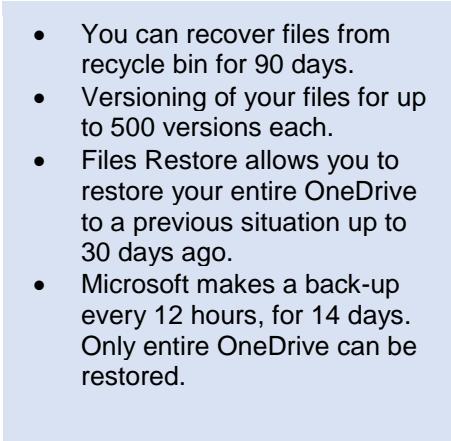 • You can recover files from
recycle bin for 90 days.
• Versioning of your files for up
to 500 versions each.
• Files Restore allows you to
restore your entire OneDrive
to a previous situation up to
30 days ago.
• Microsoft makes a back-up
every 12 hours, for 14 days.
Only entire OneDrive can be
restored.